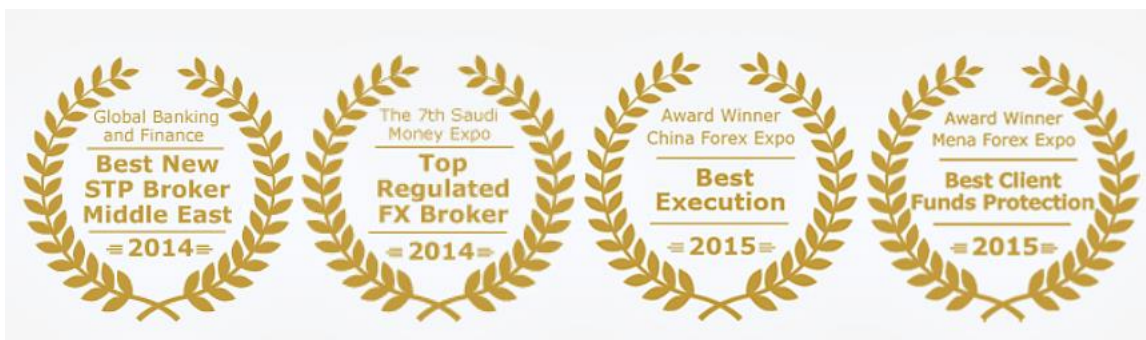 Global Banking
and Finance
Best New
STP Broker
Middle East
2014
The 7th Saudi
Money Expo
Top
Regulated
FX Broker
2014
Award Winner
China Forex Expo
Best
Execution
2015
Award Winner
Mena Forex Expo
Best Client
Funds Protection
2015